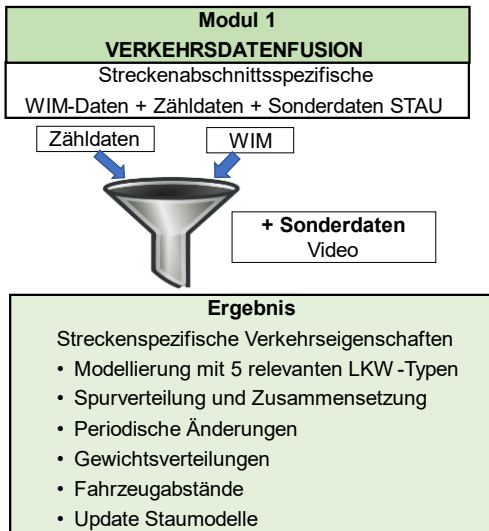 Modul 1
VERKEHRSDATENFUSION
Streckenabschnittsspezifische
WIM-Daten + Zähldaten + Sonderdaten STAU
Zähldaten
WIM
+ Sonderdaten
Video
Ergebnis
Streckenspezifische Verkehrseigenschaften
• Modellierung mit 5 relevanten LKW -Typen
• Spurverteilung und Zusammensetzung
• Periodische Änderungen
• Gewichtsverteilungen
• Fahrzeugabstände
• Update Staumodelle